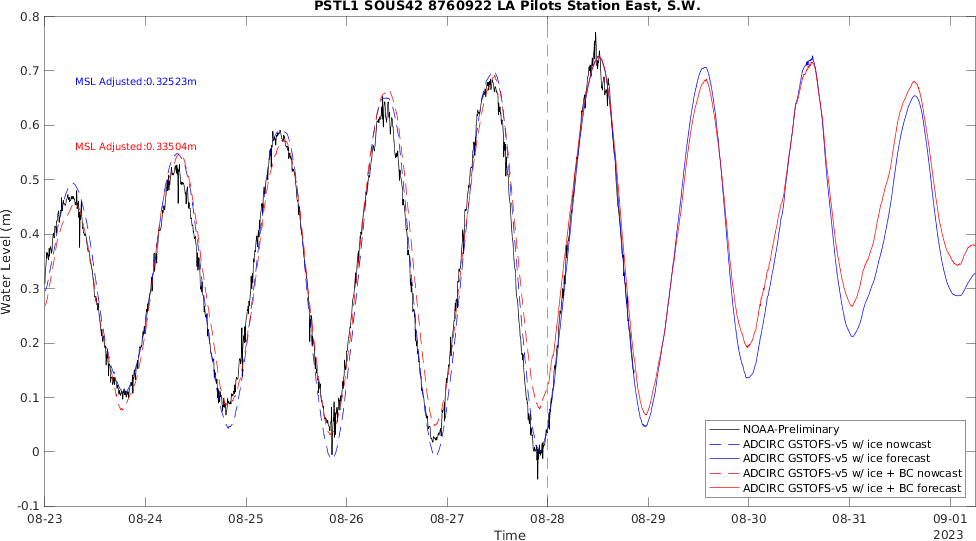 PSTL1 SOUS42 8760922 LA Pilots Station East, S.W.
0.8
0.7
0.6
0.5
0.4
0.3
0.2
0.1
0
-0.1
Water Level (m)
MSL Adjusted:0.32523m
MSL Adjusted:0.33504m
NOAA-Preliminary
ADCIRC GSTOFS-v5 w/ ice nowcast
ADCIRC GSTOFS-v5 w/ ice forecast
ADCIRC GSTOFS-v5 w/ice + BC nowcast
ADCIRC GSTOFS-v5 w/ice + BC forecast
08-23 08-24 08-25 08-26 08-27 08-28 08-29 08-30 08-31 09-01
2023
Time